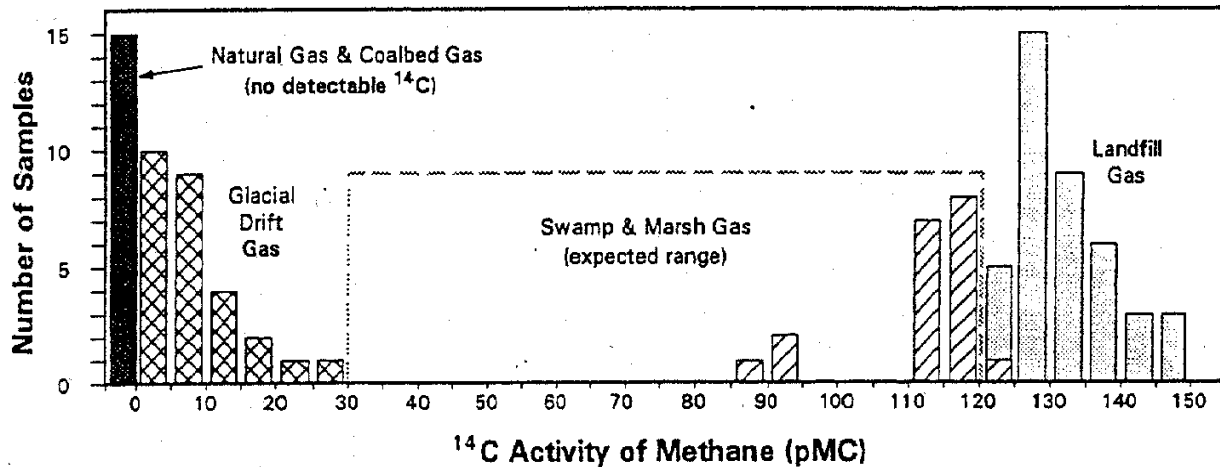 15
10
5
0
Number of Samples
Natural Gas & Coalbed Gas
(no detectable ¹⁴C)
Glacial
Drift
Gas
Swamp & Marsh Gas
(expected range)
Landfill
Gas
0 10 20 30 40 50 60 70 80 90 100 110 120 130 140 150
¹⁴C Activity of Methane (pMC)